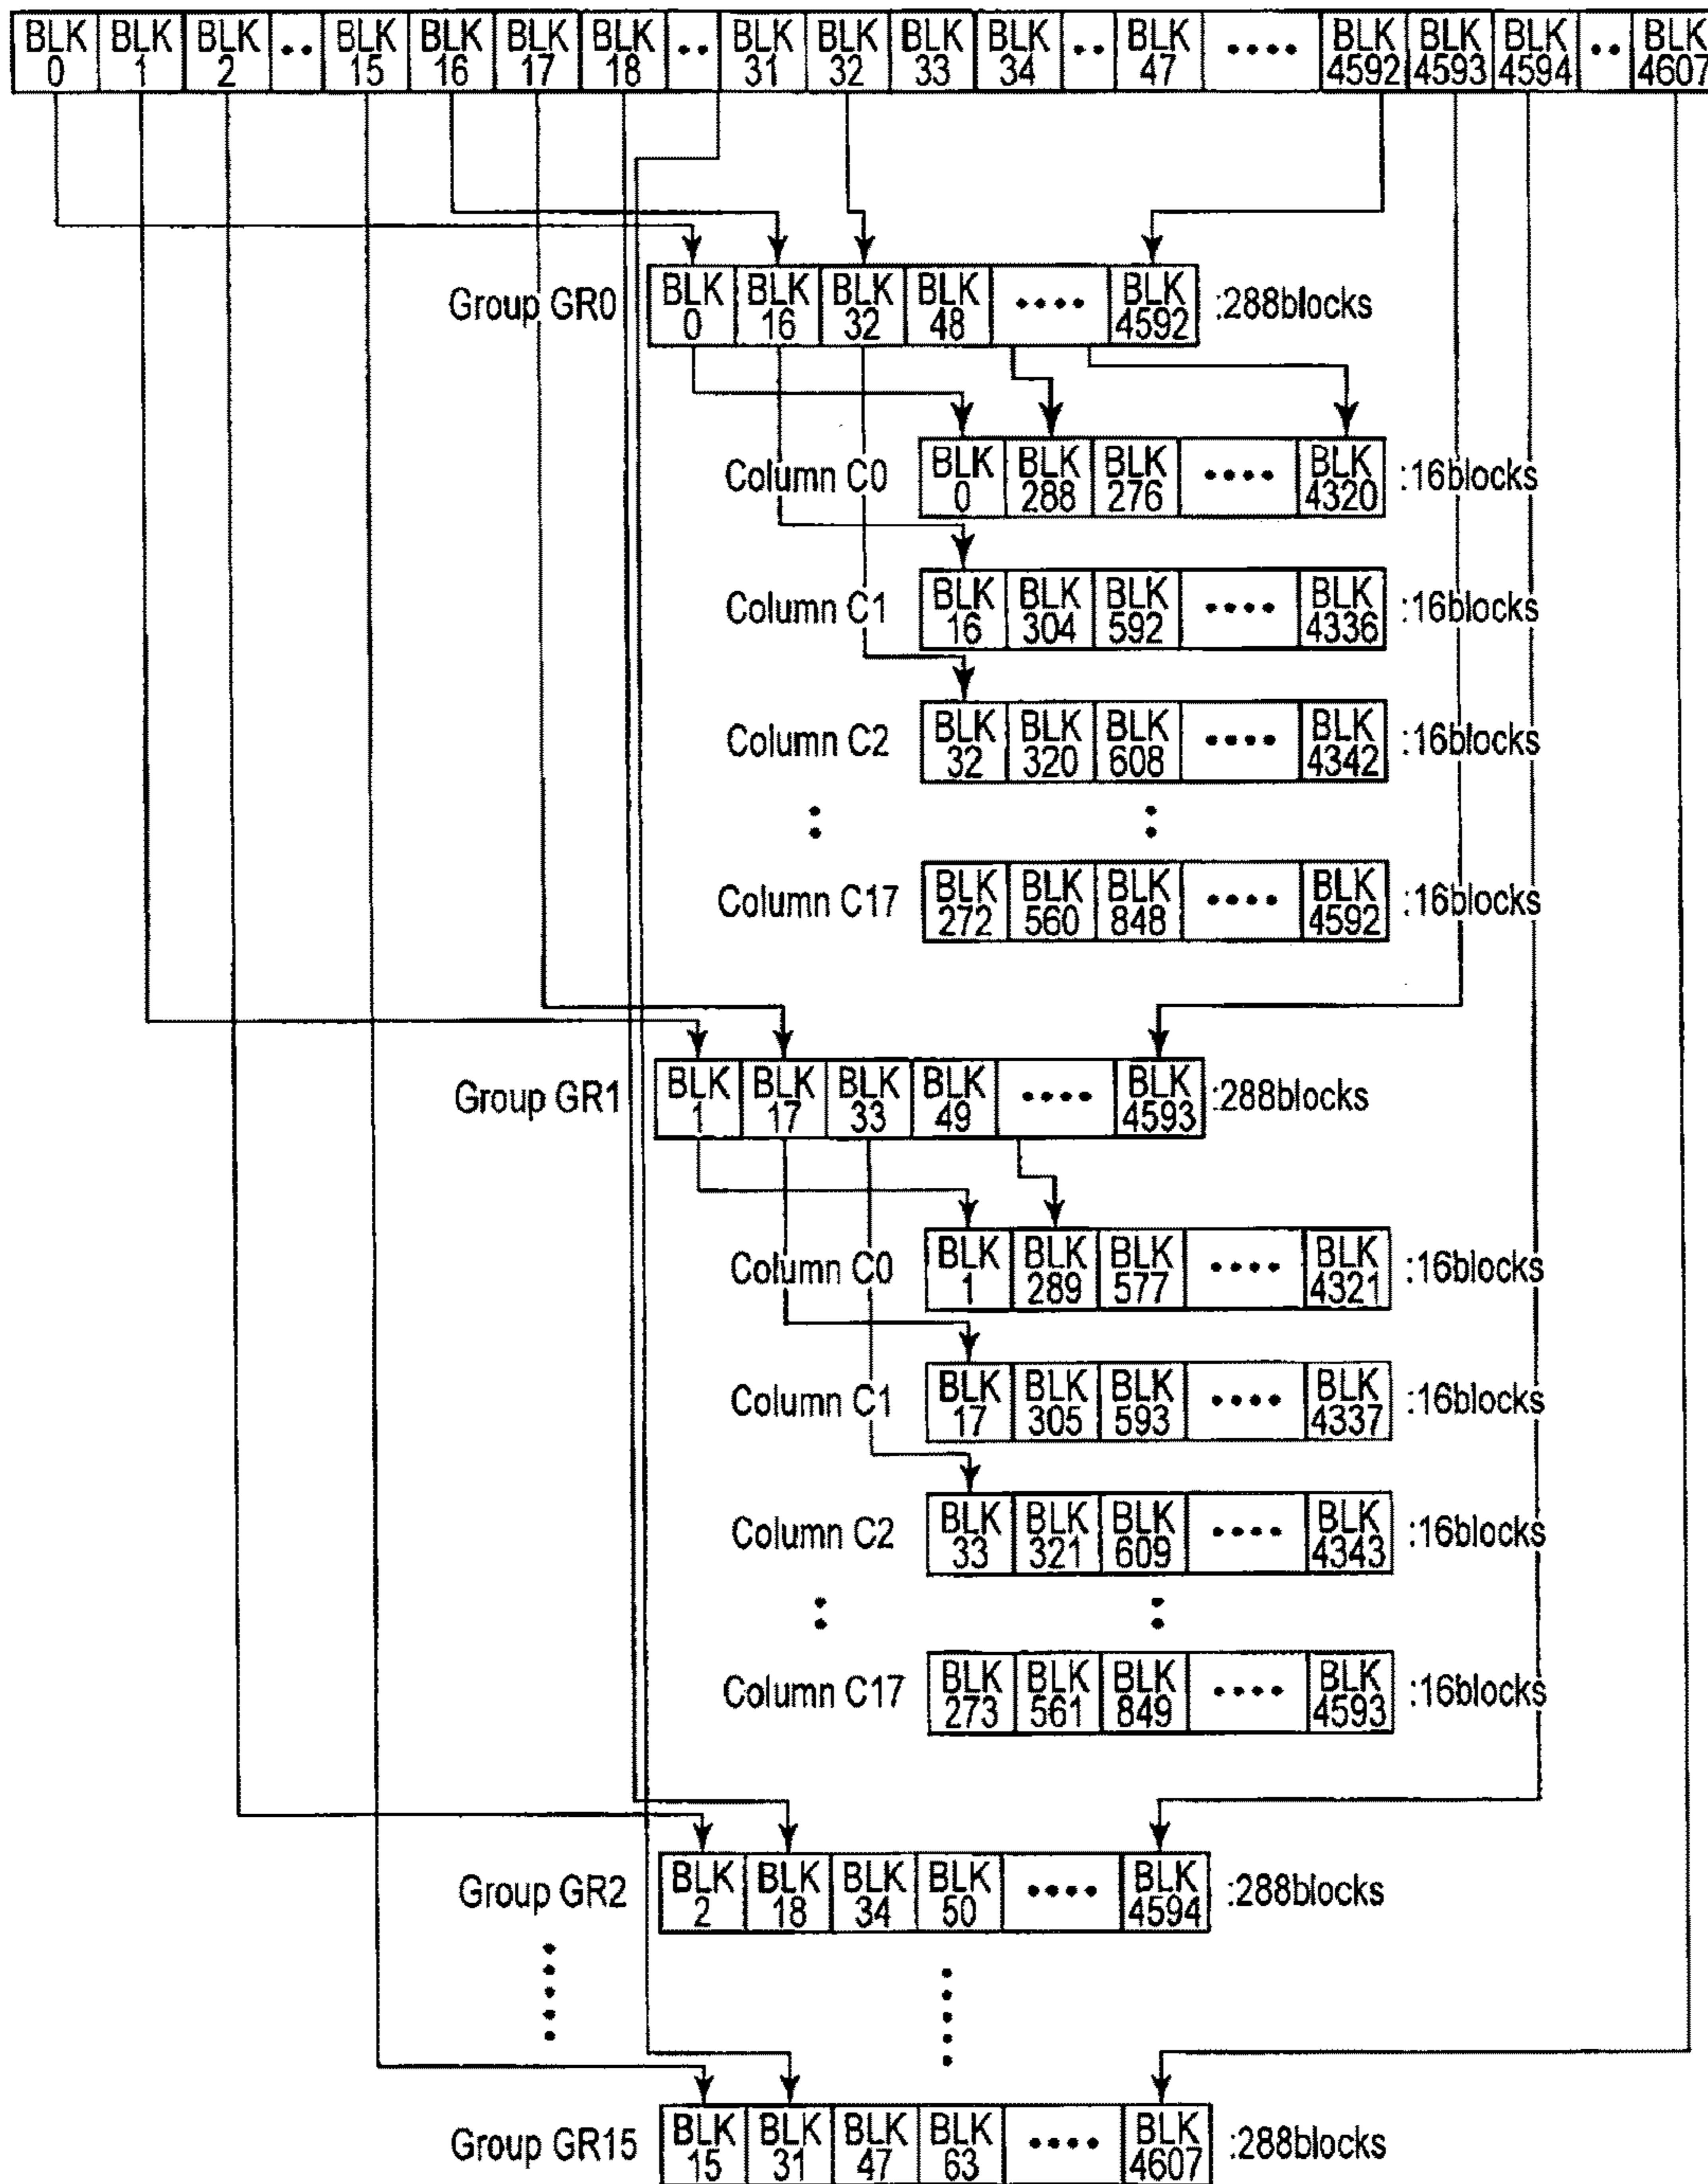 BLK 0 BLK 1 BLK 2 •• BLK 15 BLK 16 BLK 17 BLK 18 •• BLK 31 BLK 32 BLK 33 BLK 34 •• BLK 47 •••• BLK 4592 BLK 4593 BLK 4594 •• BLK 4607
Group GR0 BLK 0 BLK 16 BLK 32 BLK 48 •••• BLK 4592 :288blocks
Column C0 BLK 0 BLK 288 BLK 276 •••• BLK 4320 :16blocks
Column C1 BLK 16 BLK 304 BLK 592 •••• BLK 4336 :16blocks
Column C2 BLK 32 BLK 320 BLK 608 •••• BLK 4342 :16blocks
Column C17 BLK 272 BLK 560 BLK 848 •••• BLK 4592 :16blocks
Group GR1 BLK 1 BLK 17 BLK 33 BLK 49 •••• BLK 4593 :288blocks
Column C0 BLK 1 BLK 289 BLK 577 •••• BLK 4321 :16blocks
Column C1 BLK 17 BLK 305 BLK 593 •••• BLK 4337 :16blocks
Column C2 BLK 33 BLK 321 BLK 609 •••• BLK 4343 :16blocks
Column C17 BLK 273 BLK 561 BLK 849 •••• BLK 4593 :16blocks
Group GR2 BLK 2 BLK 18 BLK 34 BLK 50 •••• BLK 4594 :288blocks
Group GR15 BLK 15 BLK 31 BLK 47 BLK 63 •••• BLK 4607 :288blocks